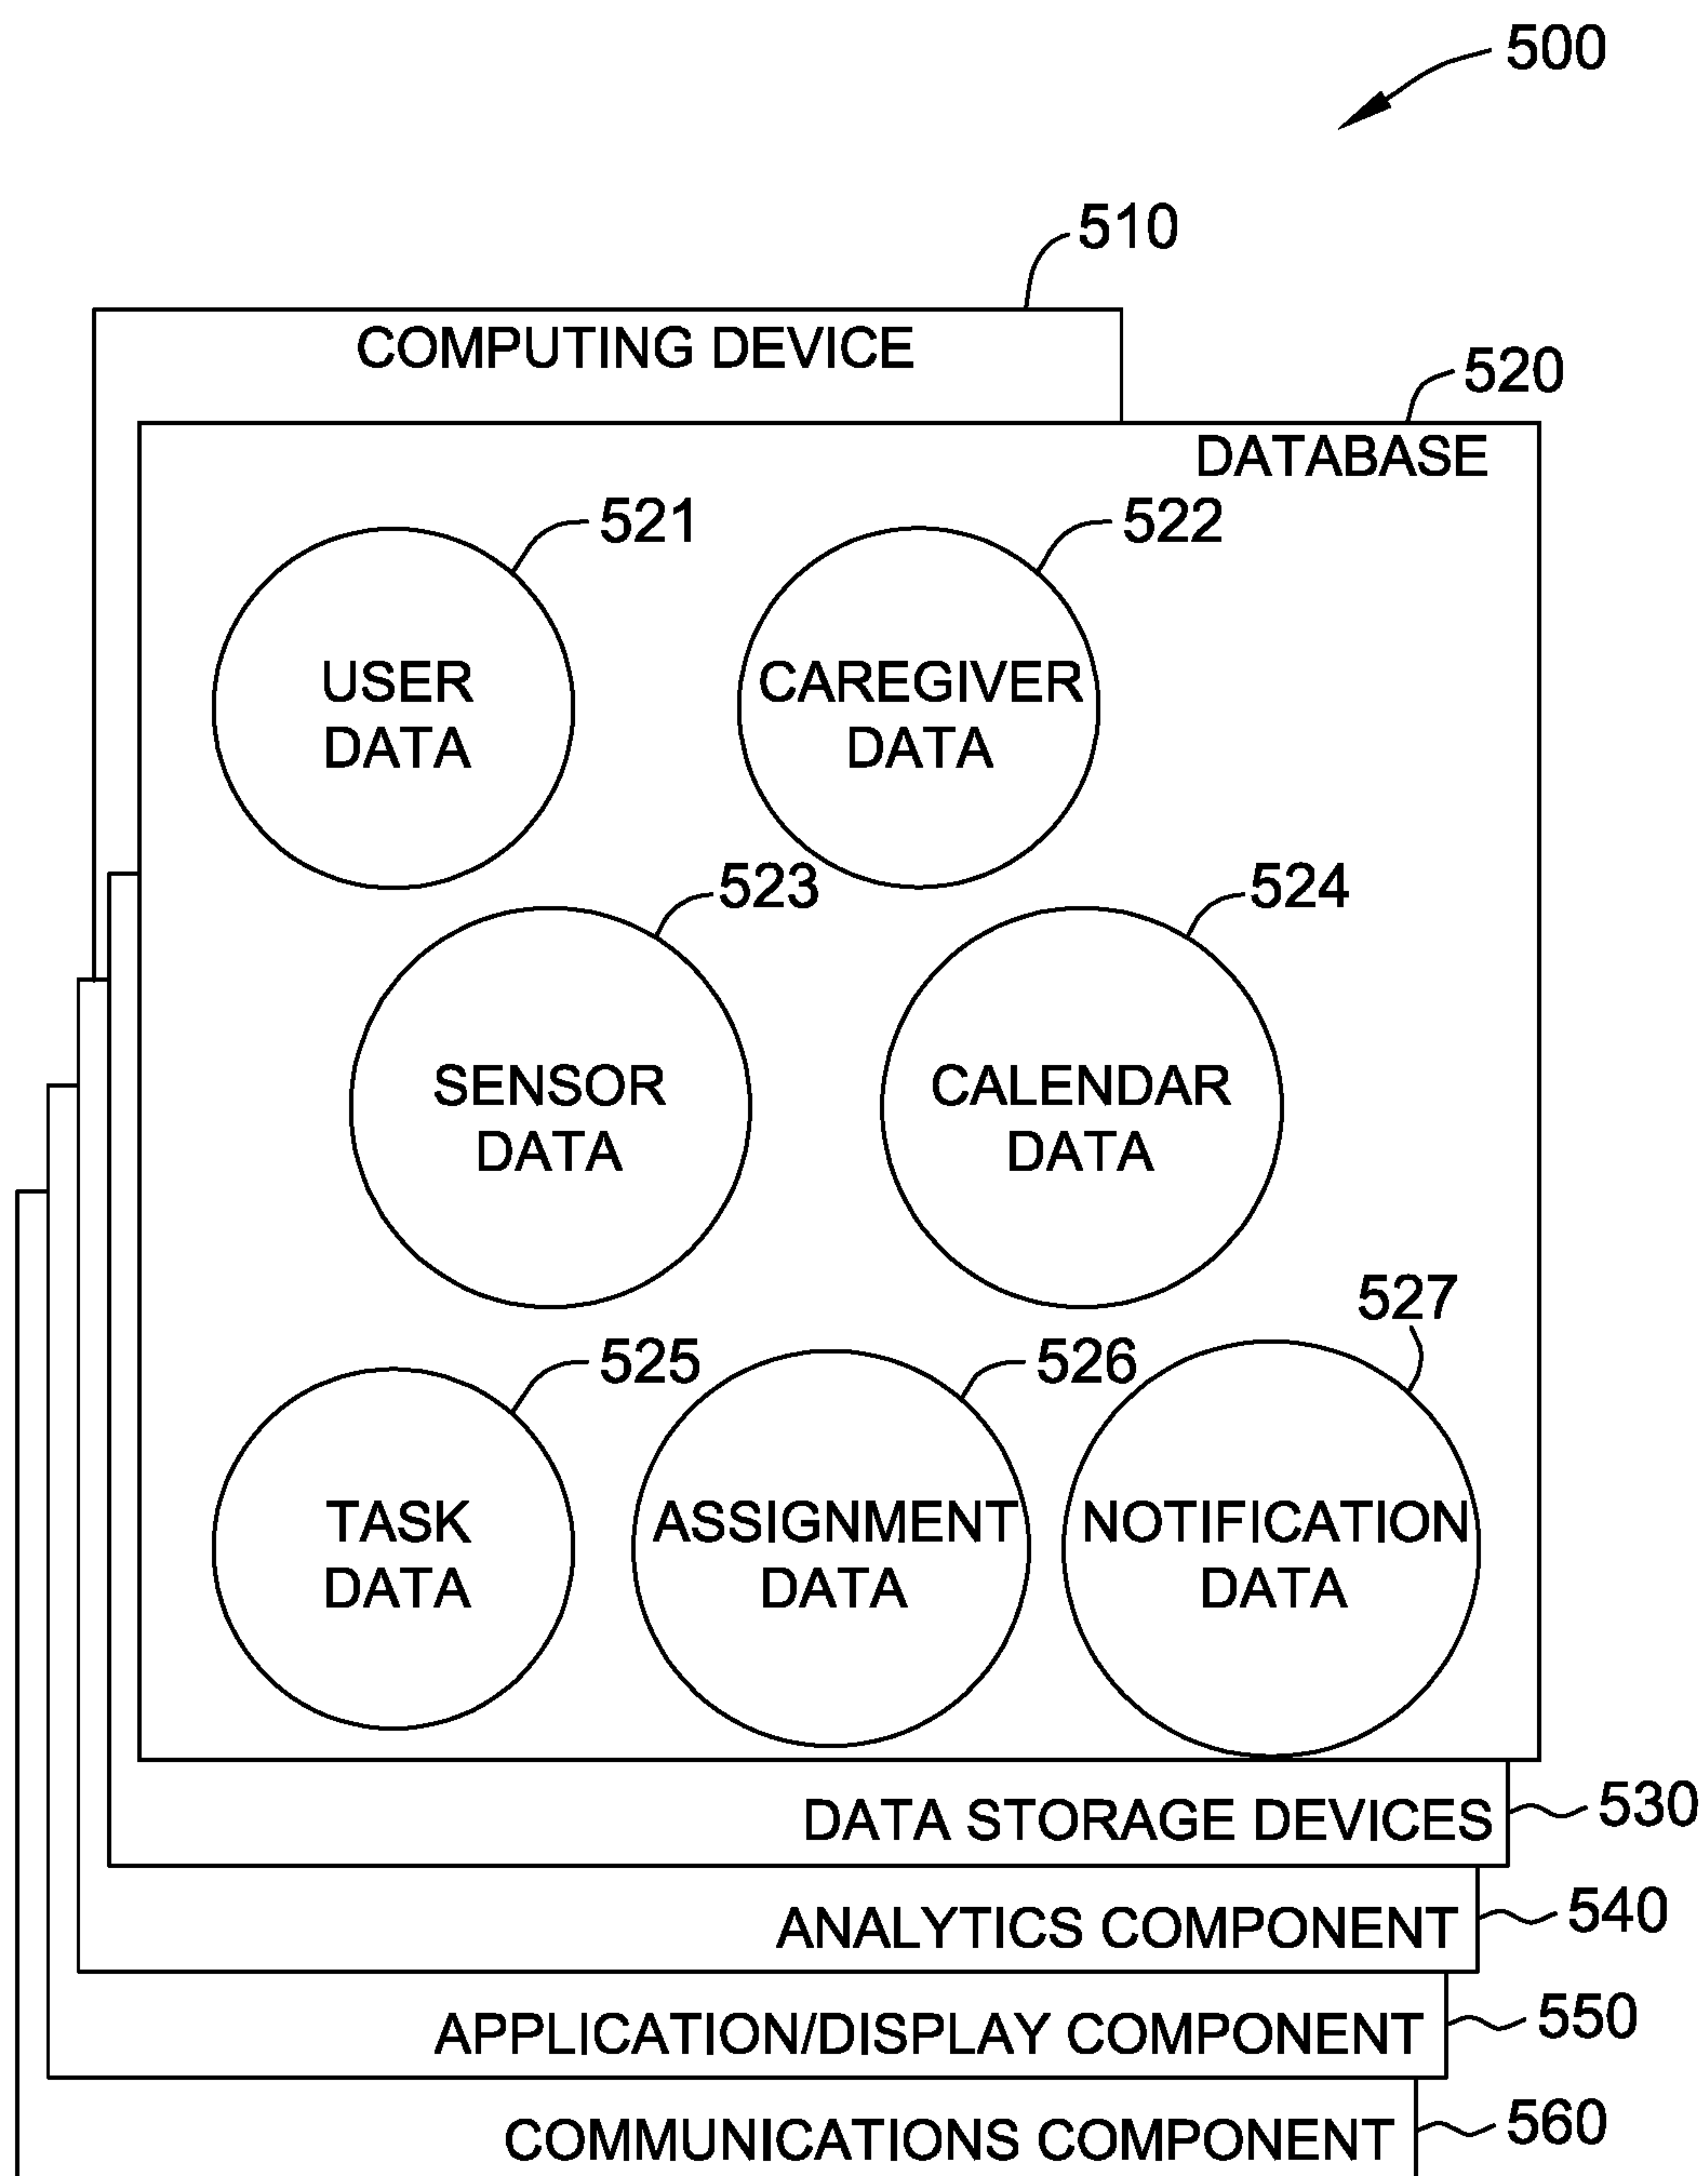 500
510
COMPUTING DEVICE
520
DATABASE
521
522
USER
DATA
CAREGIVER
DATA
523
524
SENSOR
DATA
CALENDAR
DATA
527
525
526
TASK
DATA
ASSIGNMENT
DATA
NOTIFICATION
DATA
DATA STORAGE DEVICES
530
ANALYTICS COMPONENT
540
APPLICATION/DISPLAY COMPONENT
550
COMMUNICATIONS COMPONENT
560